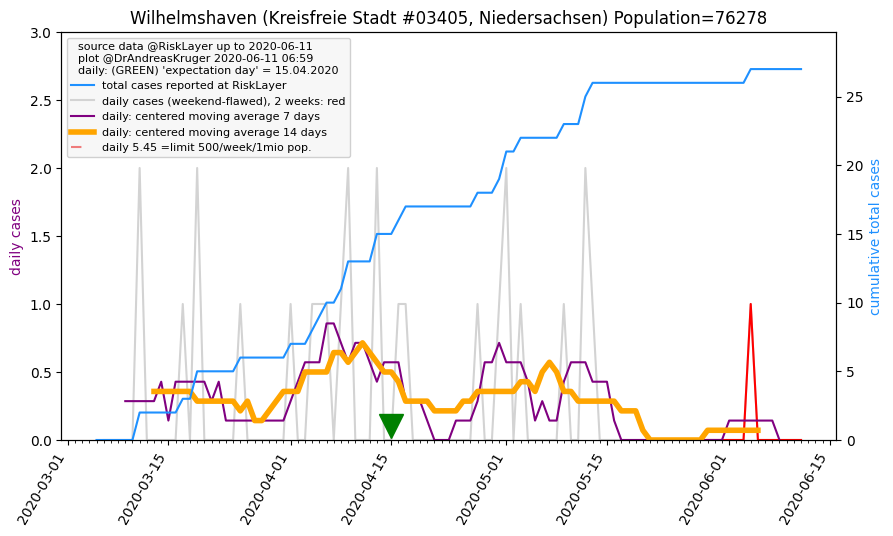 Wilhelmshaven (Kreisfreie Stadt #03405, Niedersachsen) Population=76278
source data @RiskLayer up to 2020-06-11
plot @DrAndreasKruger 2020-06-11 06:59
daily: (GREEN) 'expectation day' = 15.04.2020
total cases reported at RiskLayer
daily cases (weekend-flawed), 2 weeks: red
daily: centered moving average 7 days
daily: centered moving average 14 days
daily 5.45 =limit 500/week/1mio pop.
daily cases
3.0
2.5
2.0
1.5
1.0
0.5
0.0
cumulative total cases
25
20
15
10
5
0
2020-03-01
2020-03-15
2020-04-01
2020-04-15
2020-05-01
2020-05-15
2020-06-01
2020-06-15